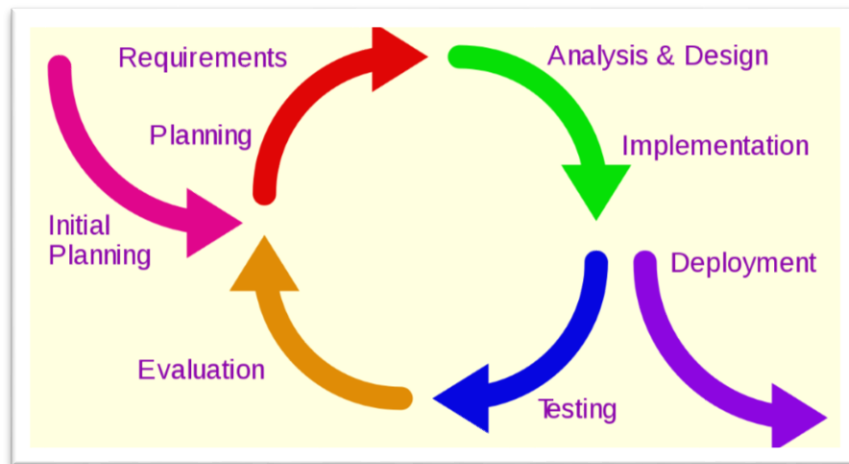 Requirements
Analysis & Design
Planning
Implementation
Initial
Planning
Deployment
Evaluation
Testing